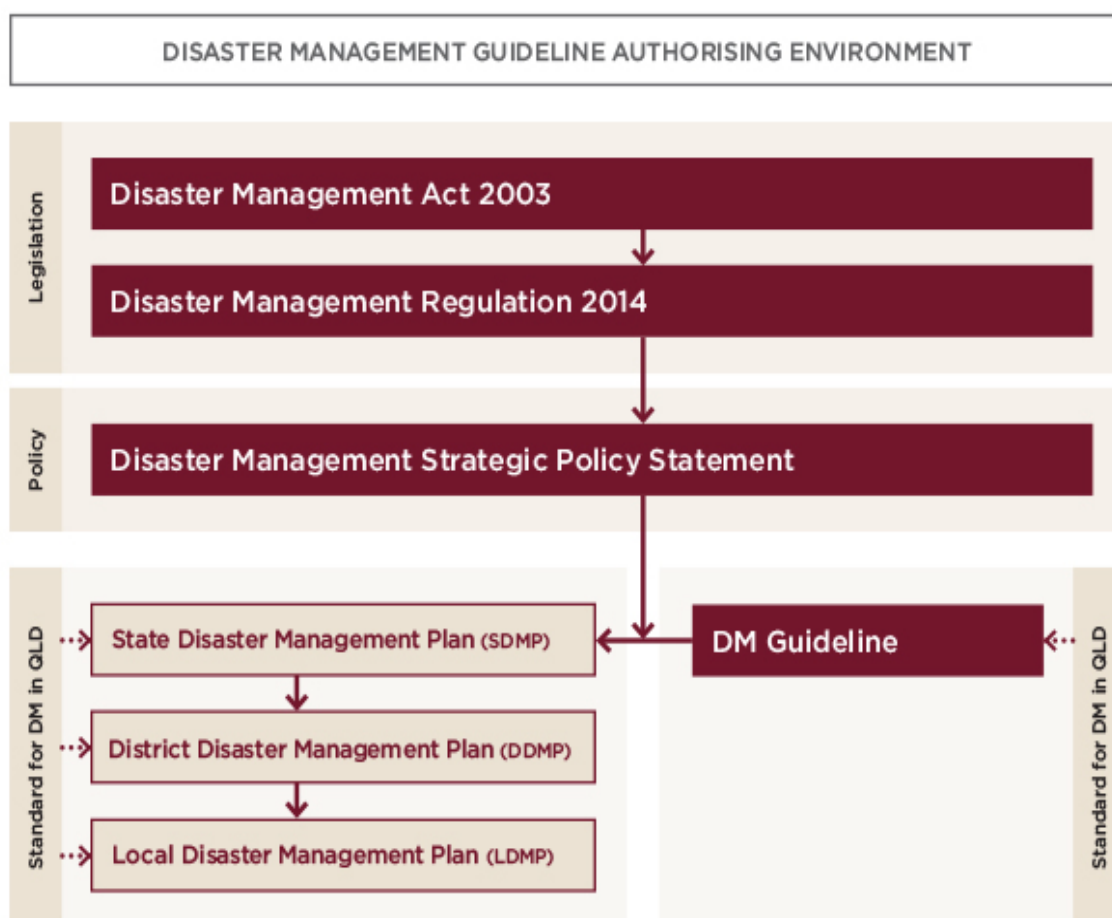 DISASTER MANAGEMENT GUIDELINE AUTHORISING ENVIRONMENT
Legislation
Disaster Management Act 2003
Disaster Management Regulation 2014
Policy
Disaster Management Strategic Policy Statement
Standard for DM in QLD
State Disaster Management Plan (SDMP)
District Disaster Management Plan (DDMP)
Local Disaster Management Plan (LDMP)
DM Guideline
Standard for DM in QLD